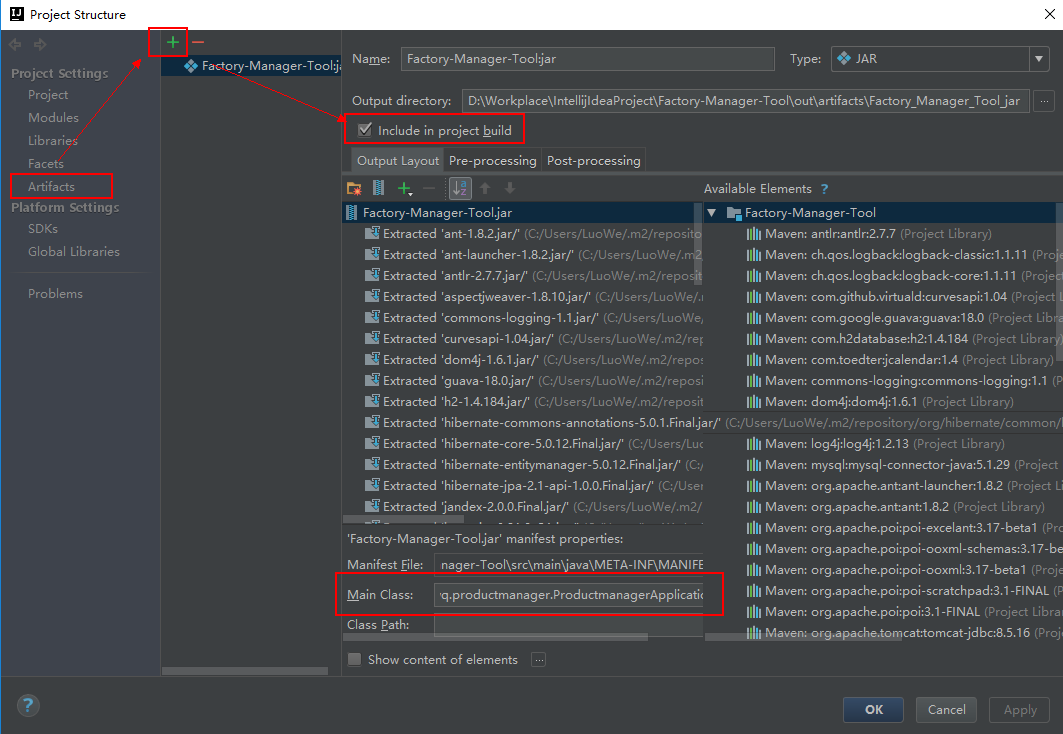 Project Structure
Project Settings
Project
Modules
Libraries
Facets
Artifacts
Platform Settings
SDKs
Global Libraries
Problems
Factory-Manager-Tool:ja
Name: Factory-Manager-Tool:jar
Type: JAR
Output directory: D:\Workplace\IntellijIdeaProject\Factory-Manager-Tool\out\artifacts\Factory_Manager_Tool_jar ...
Include in project build
Output Layout Pre-processing Post-processing
Available Elements ?
Factory-Manager-Tool.jar
Extracted 'ant-1.8.2.jar/' (C:/Users/LuoWe/.m2/reposito
Extracted 'ant-launcher-1.8.2.jar/' (C:/Users/LuoWe/.m2
Extracted 'antlr-2.7.7.jar/' (C:/Users/LuoWe/.m2/reposit
Extracted 'aspectjweaver-1.8.10.jar/' (C:/Users/LuoWe/.
Extracted 'commons-logging-1.1.jar/' (C:/Users/LuoWe/
Extracted 'curvesapi-1.04.jar/' (C:/Users/LuoWe/.m2/re
Extracted 'dom4j-1.6.1.jar/' (C:/Users/LuoWe/.m2/repos
Extracted 'guava-18.0.jar/' (C:/Users/LuoWe/.m2/reposi
Extracted 'h2-1.4.184.jar/' (C:/Users/LuoWe/.m2/reposit
Extracted 'hibernate-commons-annotations-5.0.1.Final.jar/' (C:/Users/LuoWe/.m2/repository/org/hibernate/common/
Extracted 'hibernate-core-5.0.12.Final.jar/' (C:/Users/Luc
Extracted 'hibernate-entitymanager-5.0.12.Final.jar/' (C:/
Extracted 'hibernate-jpa-2.1-api-1.0.0.Final.jar/' (C:/User
Extracted 'jandex-2.0.0.Final.jar/' (C:/Users/LuoWe/.m2/
Factory-Manager-Tool
Maven: antlr:antlr:2.7.7 (Project Library)
Maven: ch.qos.logback:logback-classic:1.1.11 (Proje
Maven: ch.qos.logback:logback-core:1.1.11 (Project
Maven: com.github.virtuald:curvesapi:1.04 (Project L
Maven: com.google.guava:guava:18.0 (Project Libra
Maven: com.h2database:h2:1.4.184 (Project Library)
Maven: com.toedter:jcalendar:1.4 (Project Library)
Maven: commons-logging:commons-logging:1.1 (Pro
Maven: dom4j:dom4j:1.6.1 (Project Library)
Maven: log4j:log4j:1.2.13 (Project Library)
Maven: mysql:mysql-connector-java:5.1.29 (Project
Maven: org.apache.ant:ant-launcher:1.8.2 (Project L
Maven: org.apache.ant:ant:1.8.2 (Project Library)
Maven: org.apache.poi:poi-excelant:3.17-beta1 (Pro
Maven: org.apache.poi:poi-ooxml-schemas:3.17-be
Maven: org.apache.poi:poi-ooxml:3.17-beta1 (Projec
Maven: org.apache.poi:poi-scratchpad:3.1-FINAL (P
Maven: org.apache.poi:poi:3.1-FINAL (Project Librar
Maven: org.apache.tomcat:tomcat-jdbc:8.5.16 (Proje
'Factory-Manager-Tool.jar' manifest properties:
Manifest File: nager-Tool\src\main\java\META-INF\MANIFE
Main Class: q.productmanager.ProductmanagerApplicatio
Class Path:
Show content of elements ...
?
OK Cancel Apply